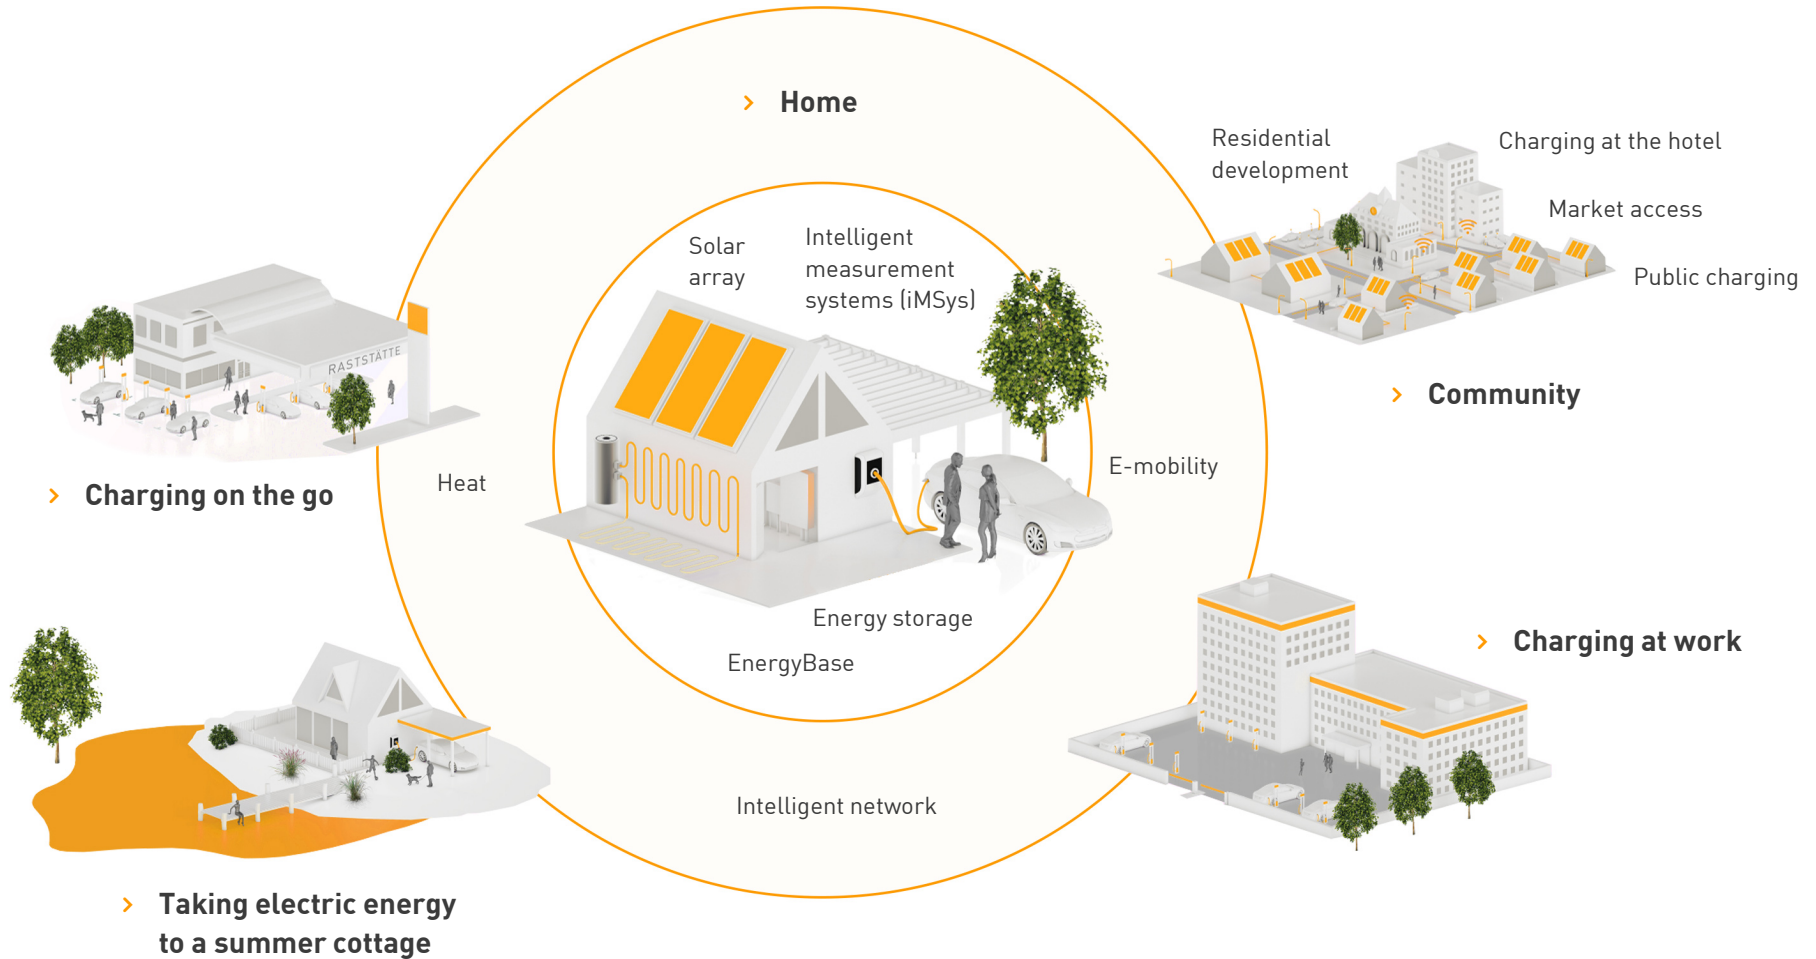 Home
Residential
development
Charging at the hotel
Market access
Public charging
Community
Solar
array
Intelligent
measurement
systems (iMSys)
RASTSTÄTTE
Charging on the go
Heat
E-mobility
Energy storage
EnergyBase
Charging at work
Intelligent network
Taking electric energy
to a summer cottage